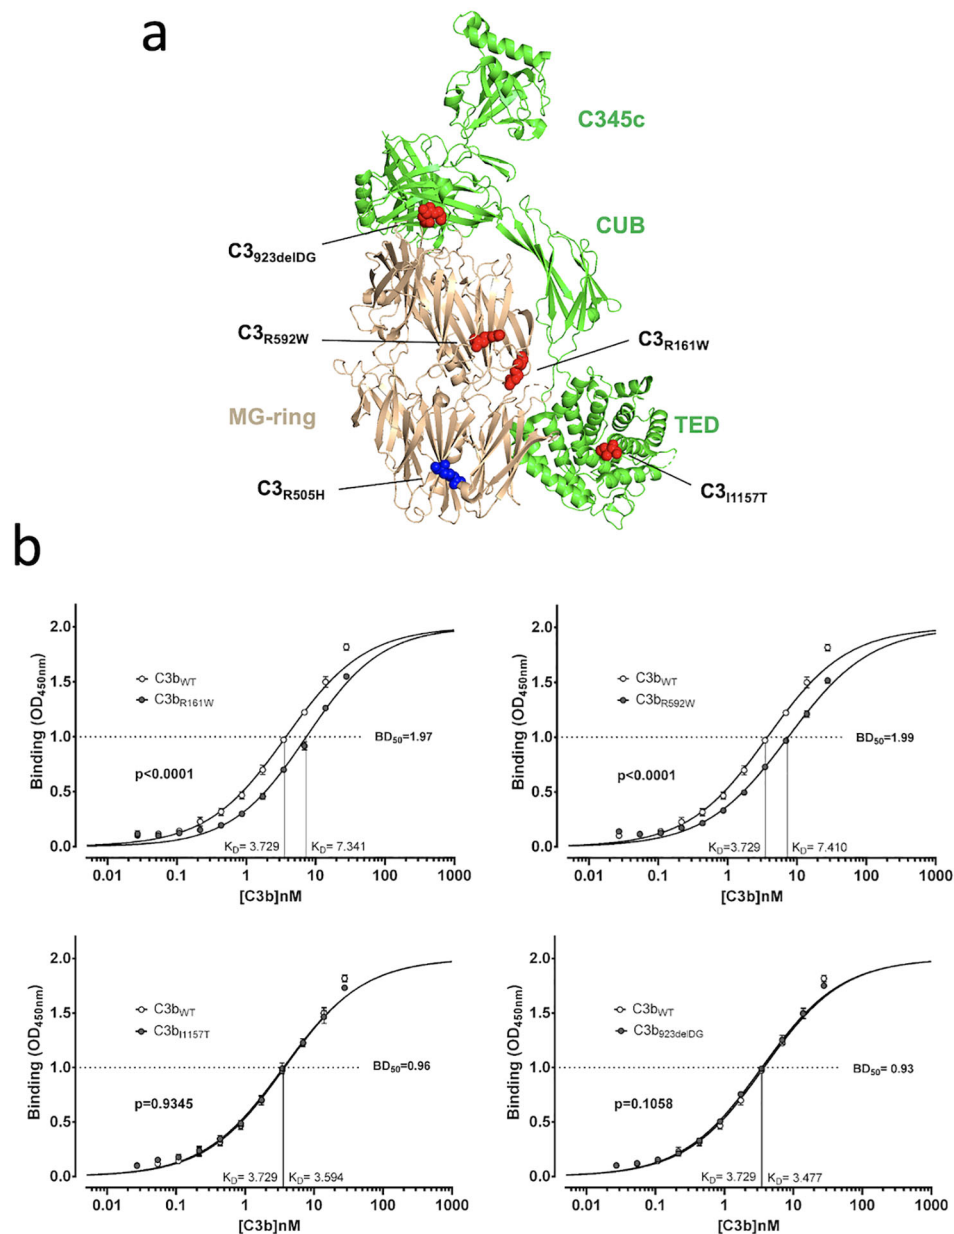 a
C345c
CUB
C3923delDG
C3R592W
C3R161W
MG-ring
TED
C3R505H
C3I1157T
b
Binding (OD450nm)
2.0
1.5
1.0
0.5
0.0
C3bWT
C3bR161W
BD50=1.97
p<0.0001
KD= 3.729
KD= 7.341
0.01
0.1
1
10
100
1000
[C3b]nM
Binding (OD450nm)
2.0
1.5
1.0
0.5
0.0
C3bWT
C3bR592W
BD50=1.99
p<0.0001
KD=3.729
KD= 7.410
0.01
0.1
1
10
100
1000
[C3b]nM
Binding (OD450nm)
2.0
1.5
1.0
0.5
0.0
C3bWT
C3bI1157T
BD50=0.96
p=0.9345
KD= 3.729
KD= 3.594
0.01
0.1
1
10
100
1000
[C3b]nM
Binding (OD450nm)
2.0
1.5
1.0
0.5
0.0
C3bWT
C3b923delDG
BD50= 0.93
p=0.1058
KD= 3.729
KD= 3.477
0.01
0.1
1
10
100
1000
[C3b]nM